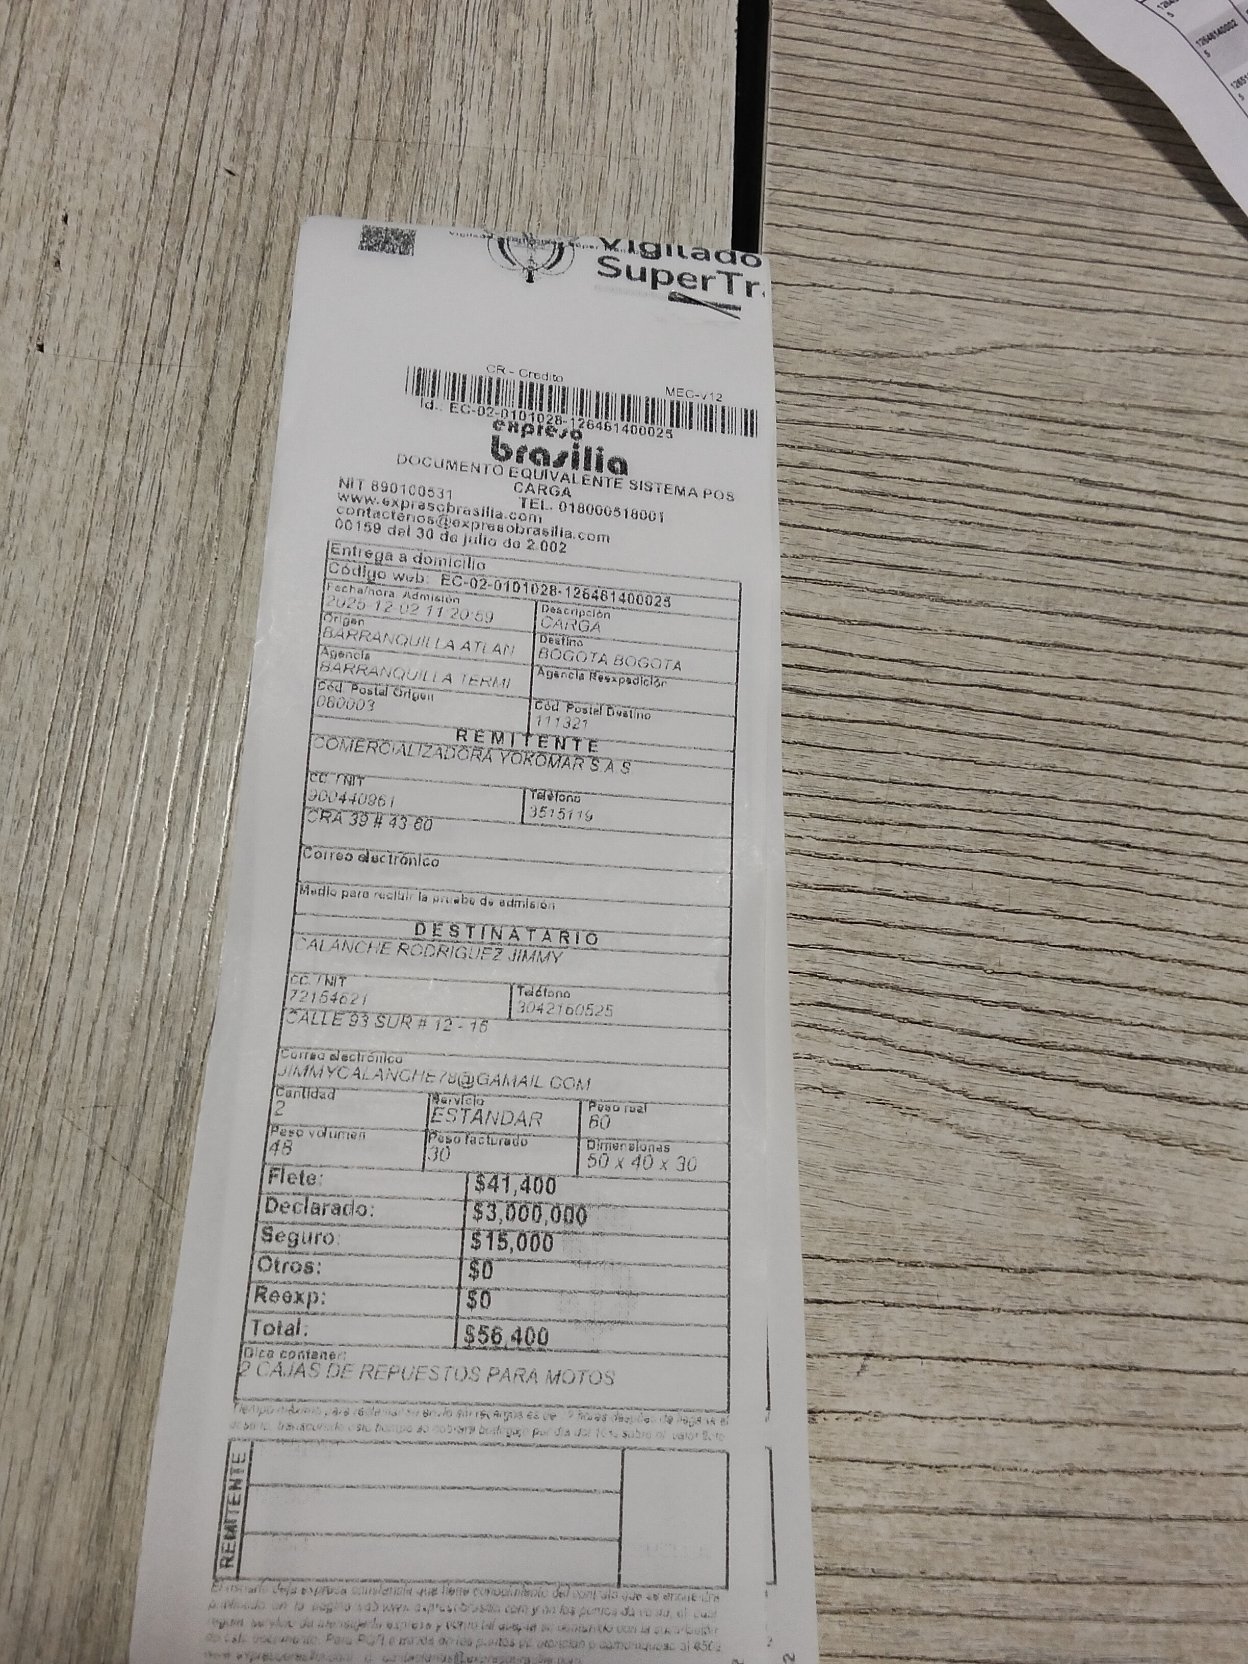 Vigilado
SuperTr
CR - Credito
MEC-v12
Id.: EC-02-0101028-126461400025
expreso
brasilia
DOCUMENTO EQUIVALENTE SISTEMA POS
CARGA
NIT 890100531 TEL. 018000518001
www.expresobrasilia.com
contactenos@expresobrasilia.com
00159 del 30 de julio de 2.002
Entrega a domicilio
Código web: EC-02-0101028-126461400025
Fecha/hora Admisión Descripción
2025-12-02 11:20:59 CARGA
Origen Destino
BARRANQUILLA ATLAN BOGOTA BOGOTA
Agencia Agencia Reexpedición
BARRANQUILLA TERMI
Cód. Postal Origen Cód. Postal Destino
080003 111321
REMITENTE
COMERCIALIZADORA YOKOMAR S A S
CC. / NIT Teléfono
900440961 3515119
CRA 39 # 43 60
Correo electrónico
Medio para recibir la prueba de admisión
DESTINATARIO
CALANCHE RODRIGUEZ JIMMY
CC. / NIT Teléfono
72154621 3042160525
CALLE 93 SUR # 12 - 16
Correo electrónico
JIMMYCALANCHE78@GAMAIL.COM
Cantidad Servicio Peso real
2 ESTANDAR 60
Peso volumen Peso facturado Dimensiones
48 30 50 x 40 x 30
Flete: $41,400
Declarado: $3,000,000
Seguro: $15,000
Otros: $0
Reexp: $0
Total: $56,400
Dice contener:
2 CAJAS DE REPUESTOS PARA MOTOS
REMITENTE